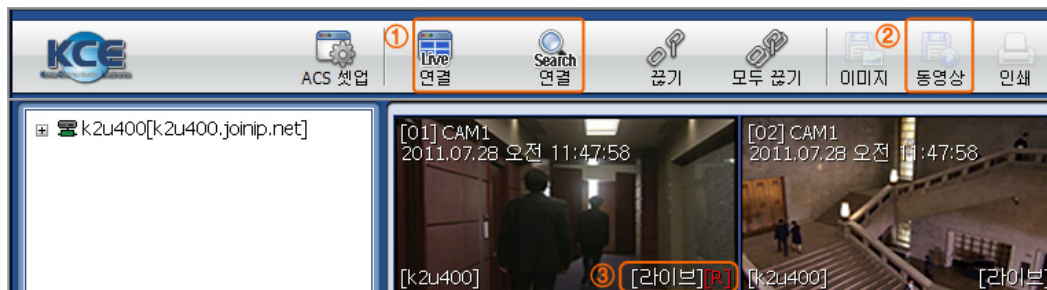 KCE
ACS 셋업
① Live 연결
Search 연결
끊기
모두 끊기
이미지
② 동영상
인쇄
k2u400[k2u400.joinip.net]
[01] CAM1
2011.07.28 오전 11:47:58
[k2u400]
③ [라이브][R]
[02] CAM1
2011.07.28 오전 11:47:58
[k2u400]
[라이브]